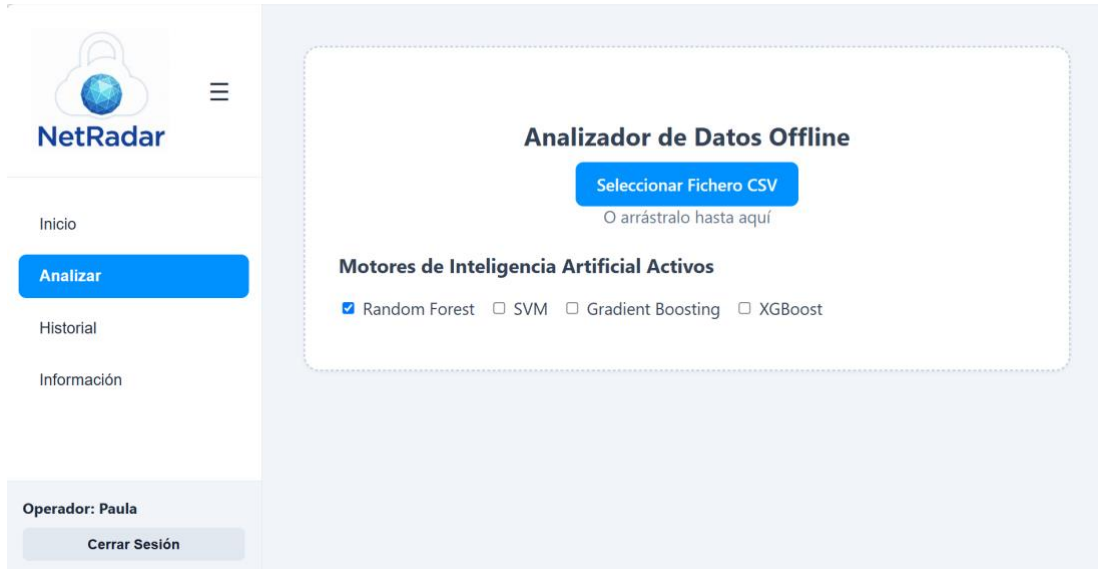 NetRadar
Inicio
Analizar
Historial
Información
Operador: Paula
Cerrar Sesión
Analizador de Datos Offline
Seleccionar Fichero CSV
O arrástralo hasta aquí
Motores de Inteligencia Artificial Activos
Random Forest SVM Gradient Boosting XGBoost